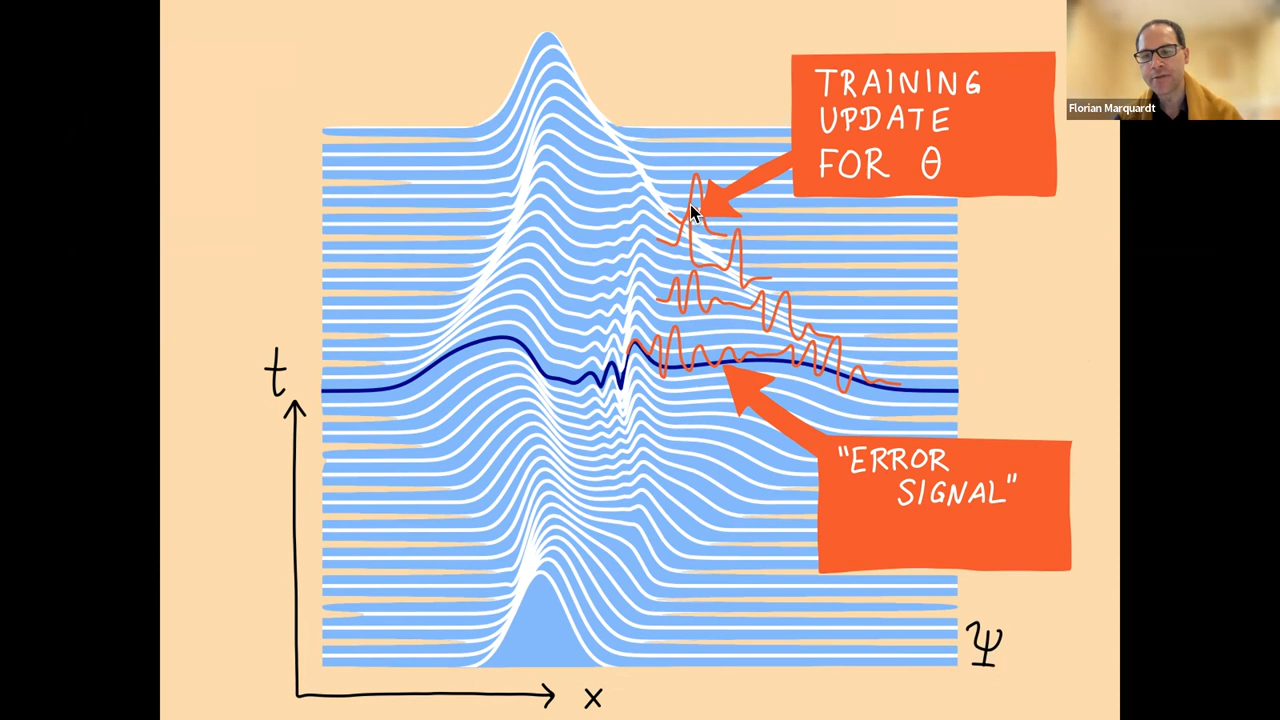 TRAINING
UPDATE
FOR θ
Florian Marquardt
t
"ERROR
SIGNAL"
Ψ
x